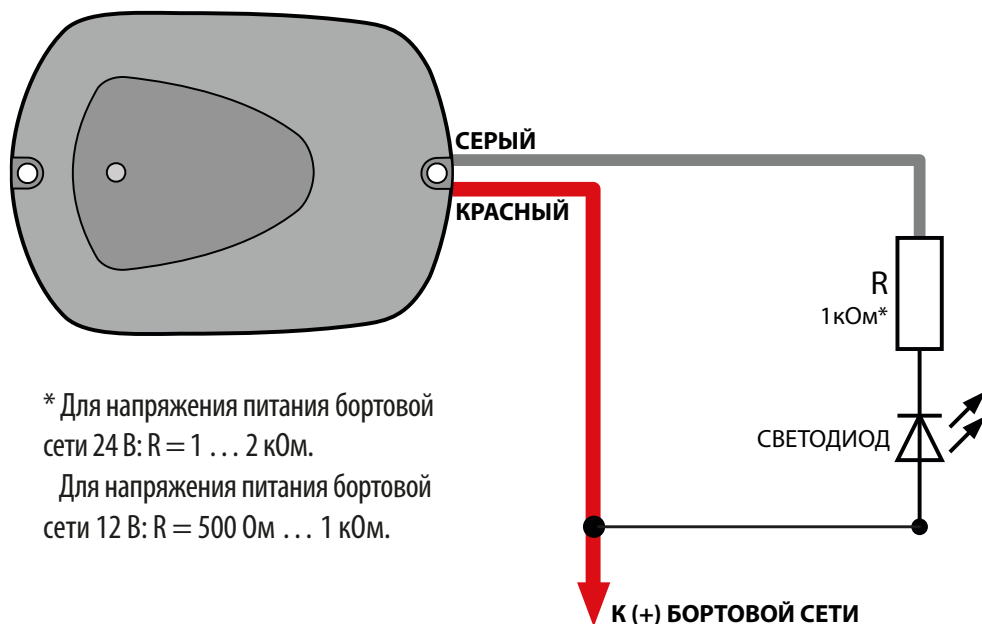 СЕРЫЙ
КРАСНЫЙ
R
1кОм*
СВЕТОДИОД
* Для напряжения питания бортовой
сети 24 В: R = 1 … 2 кОм.
Для напряжения питания бортовой
сети 12 В: R = 500 Ом … 1 кОм.
К (+) БОРТОВОЙ СЕТИ